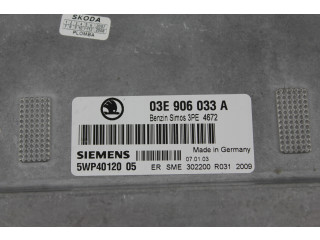 SKODA
PLOMBA
03E 906 033 A
Benzin Simos 3PE 4672
Made in Germany
SIEMENS
07.01.03
5WP40120 05
ER SME 302200 R031 2009